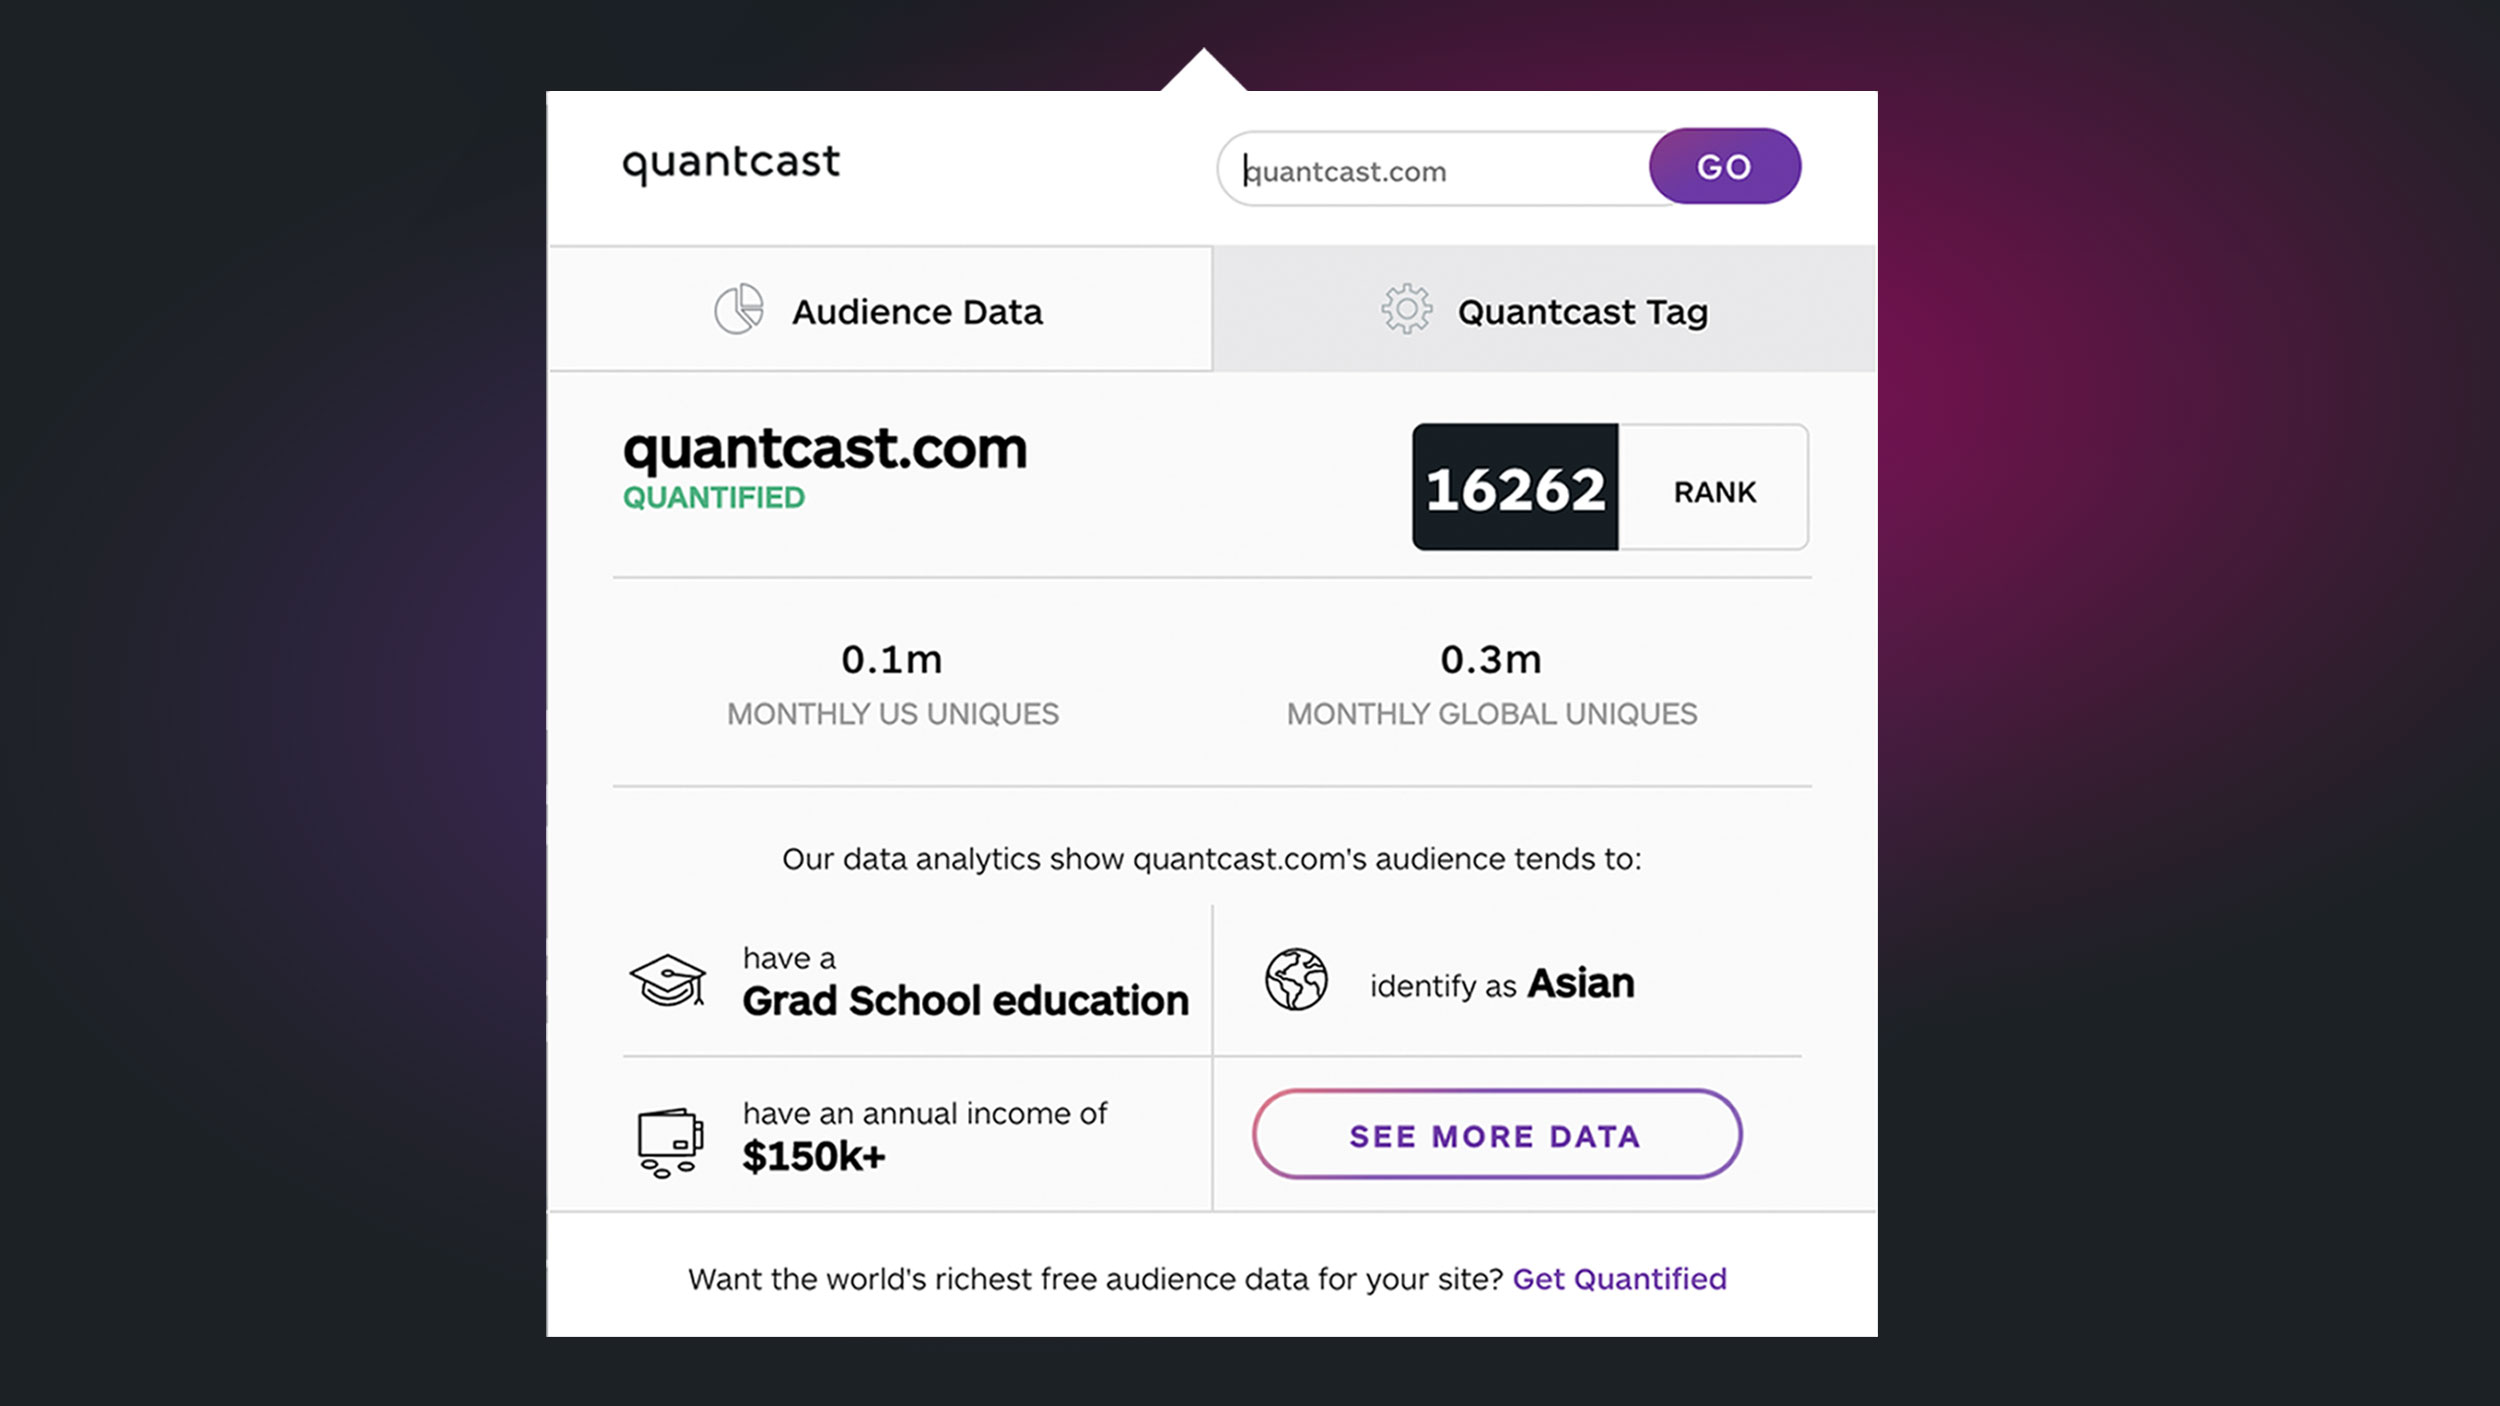 quantcast
quantcast.com
GO
Audience Data
Quantcast Tag
quantcast.com
QUANTIFIED
16262
RANK
0.1m
MONTHLY US UNIQUES
0.3m
MONTHLY GLOBAL UNIQUES
Our data analytics show quantcast.com's audience tends to:
have a
Grad School education
identify as Asian
have an annual income of
$150k+
SEE MORE DATA
Want the world's richest free audience data for your site? Get Quantified